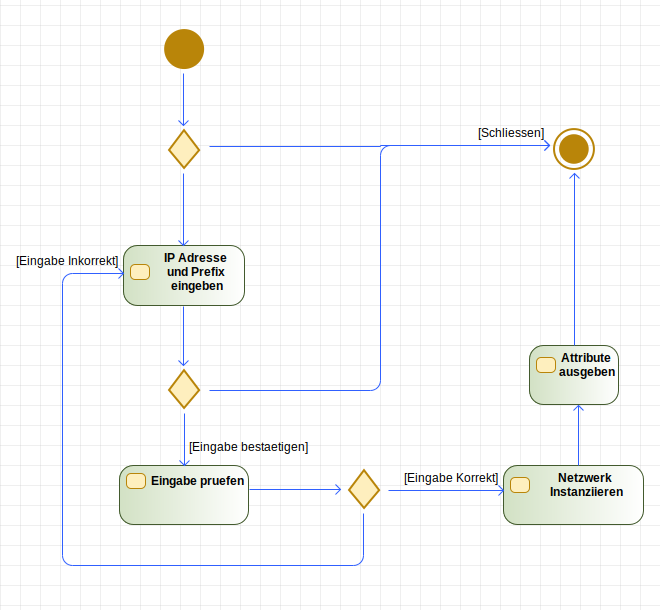 [Schliessen]
[Eingabe Inkorrekt]
IP Adresse
und Prefix
eingeben
Attribute
ausgeben
[Eingabe bestaetigen]
Eingabe pruefen
[Eingabe Korrekt]
Netzwerk
Instanziieren